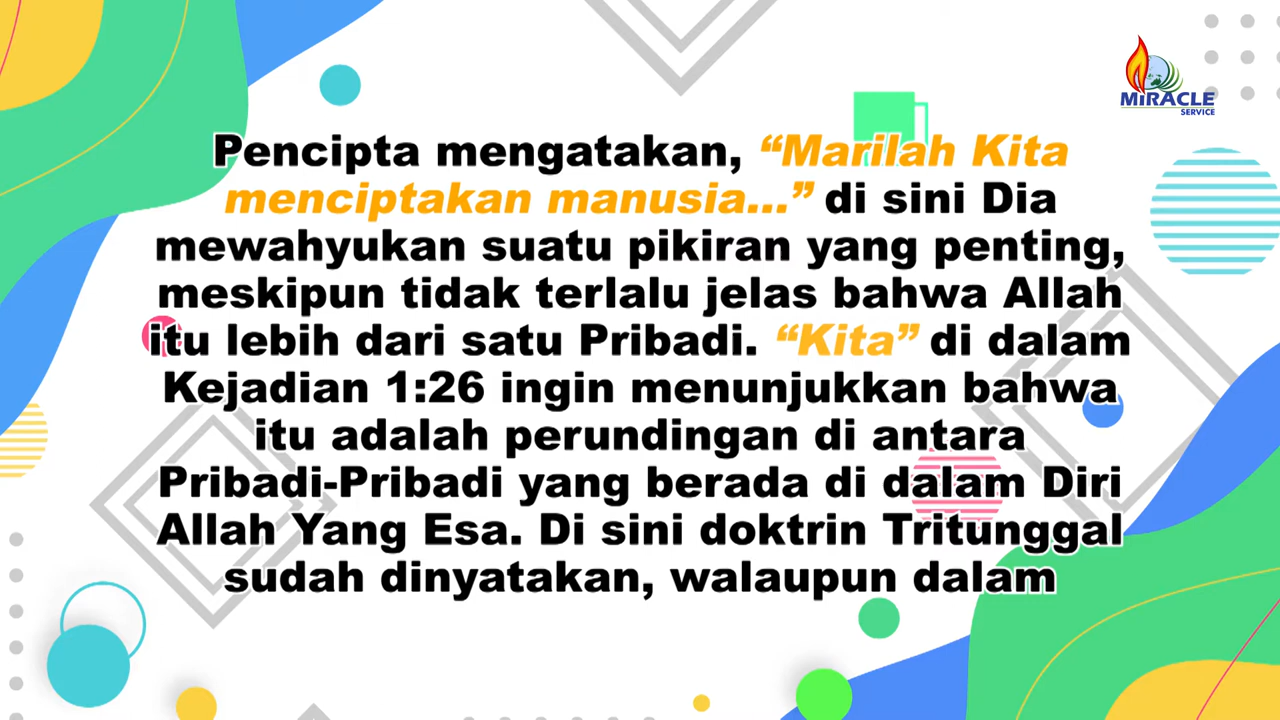 MiRACLE
SERVICE
Pencipta mengatakan, “Marilah Kita
menciptakan manusia...” di sini Dia
mewahyukan suatu pikiran yang penting,
meskipun tidak terlalu jelas bahwa Allah
itu lebih dari satu Pribadi. “Kita” di dalam
Kejadian 1:26 ingin menunjukkan bahwa
itu adalah perundingan di antara
Pribadi-Pribadi yang berada di dalam Diri
Allah Yang Esa. Di sini doktrin Tritunggal
sudah dinyatakan, walaupun dalam